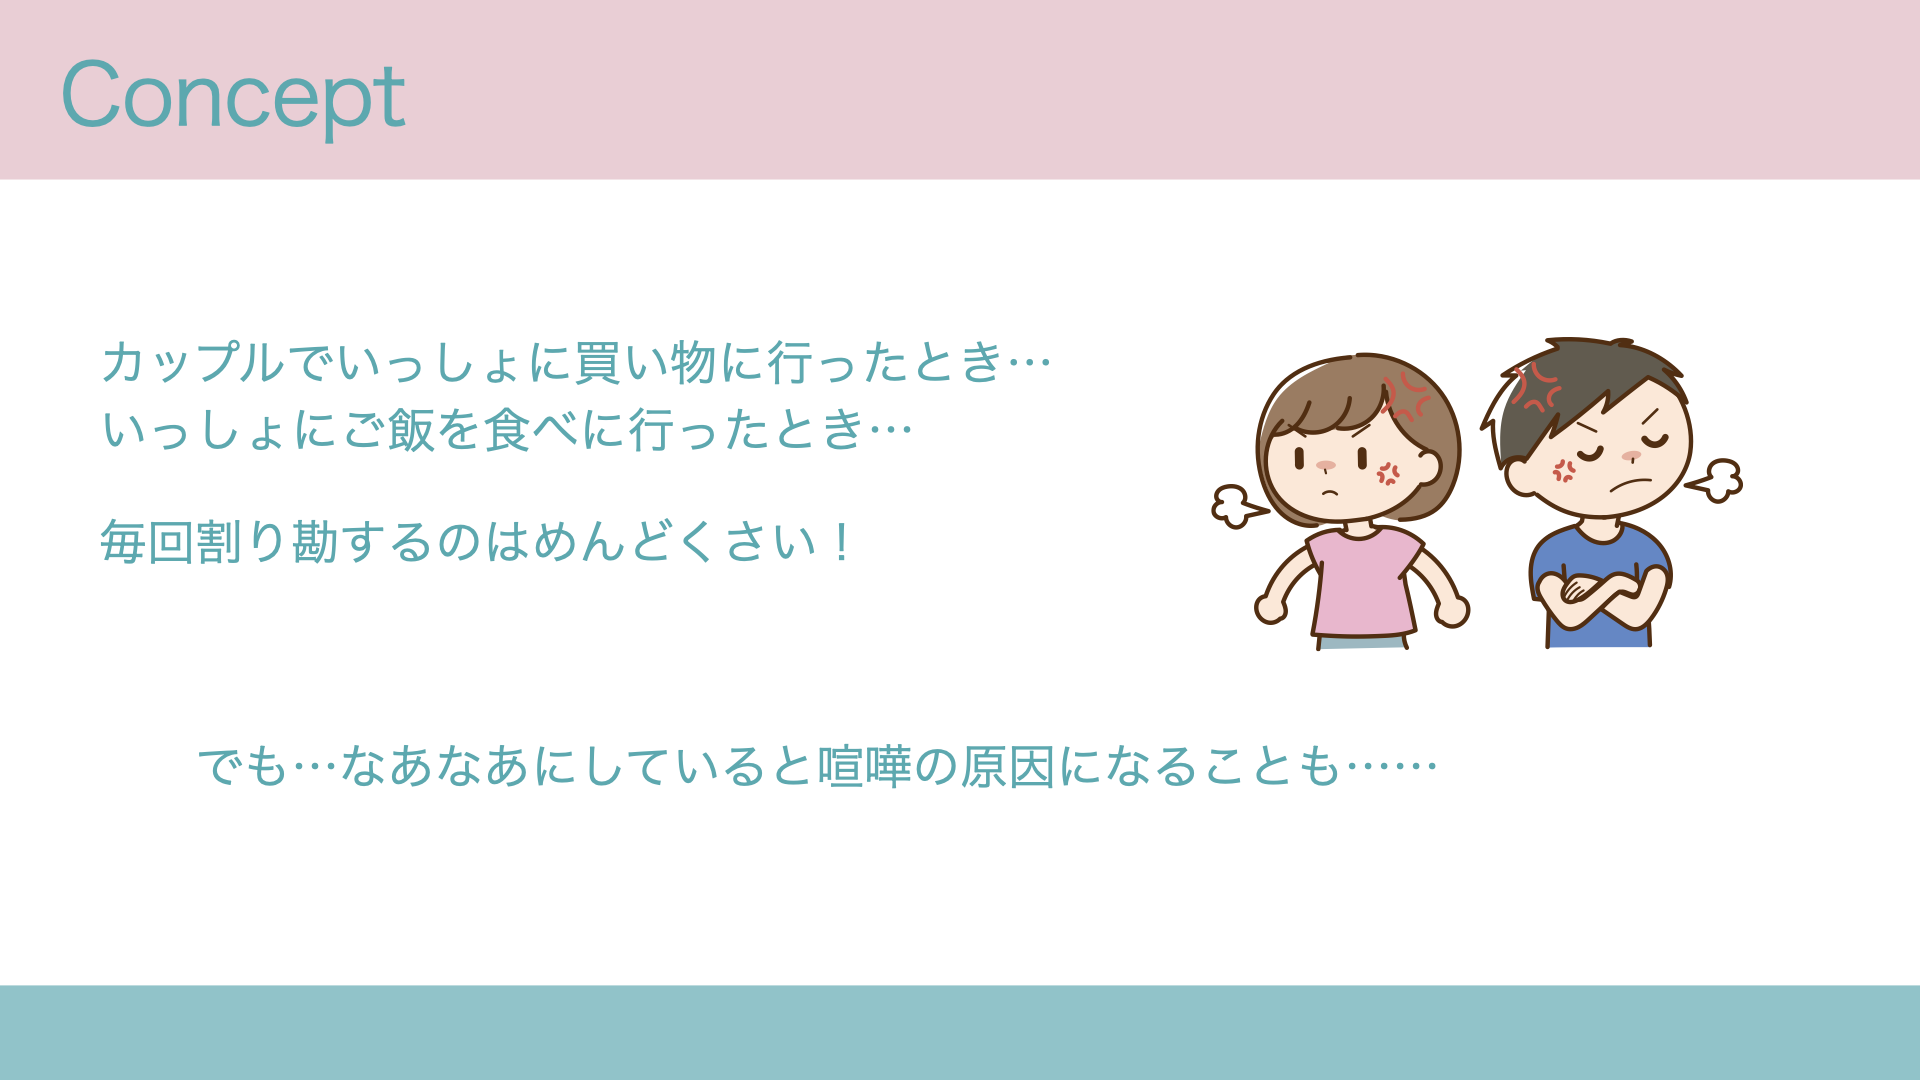 Concept
カップルでいっしょに買い物に行ったとき…
いっしょにご飯を食べに行ったとき…
毎回割り勘するのはめんどくさい！
でも…なあなあにしていると喧嘩の原因になることも……